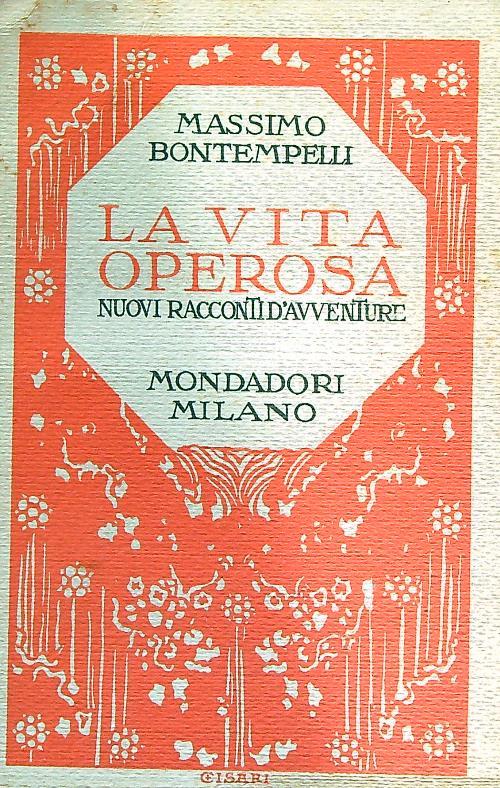 MASSIMO
BONTEMPELLI
LA VITA
OPEROSA
NUOVI RACCONTI D'AVVENTURE
MONDADORI
MILANO
CISARI